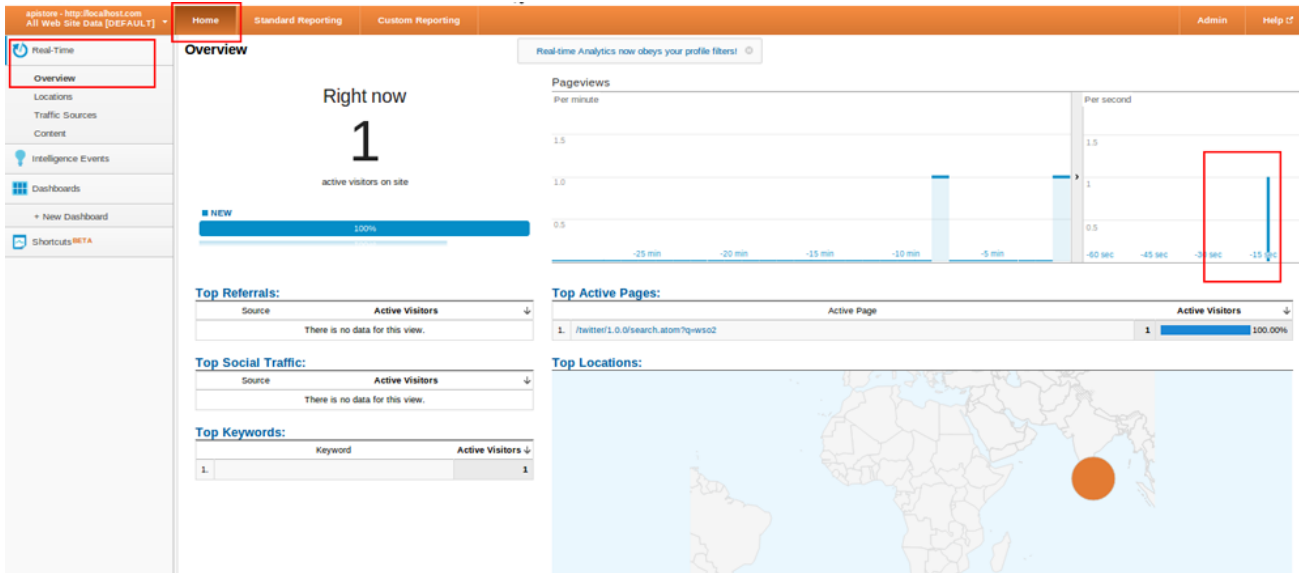 apistore - http://localhost.com
All Web Site Data [DEFAULT]
Home
Standard Reporting
Custom Reporting
Admin
Help
Real-Time
Overview
Locations
Traffic Sources
Content
Intelligence Events
Dashboards
+ New Dashboard
Shortcuts BETA
Overview
Real-time Analytics now obeys your profile filters!
Right now
1
active visitors on site
NEW
100%
Pageviews
Per minute
1.5
1.0
0.5
-25 min -20 min -15 min -10 min -5 min
Per second
1.5
1
0.5
-60 sec -45 sec -30 sec -15 sec
Top Referrals:
Source Active Visitors
There is no data for this view.
Top Active Pages:
Active Page Active Visitors
1. /twitter/1.0.0/search.atom?q=wso2 1 100.00%
Top Social Traffic:
Source Active Visitors
There is no data for this view.
Top Locations:
Top Keywords:
Keyword Active Visitors
1. 1